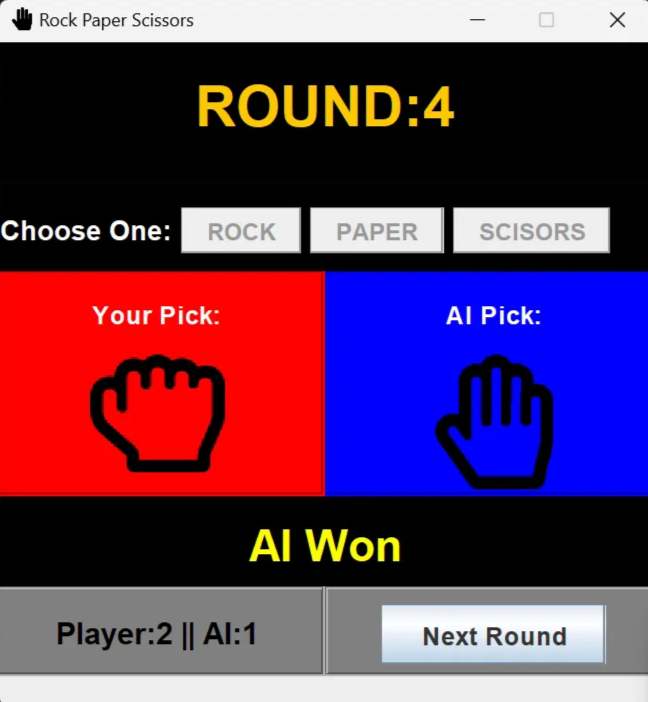 Rock Paper Scissors
ROUND:4
Choose One: ROCK PAPER SCISORS
Your Pick: AI Pick:
AI Won
Player:2 || AI:1 Next Round